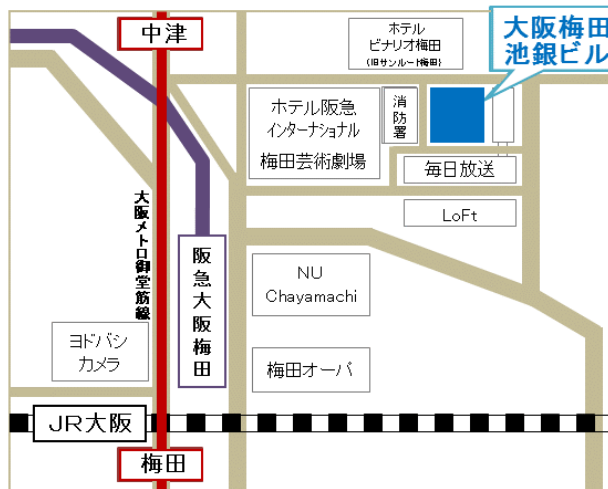 中津
ホテル
ビナリオ梅田
(旧サンルート梅田)
大阪梅田
池銀ビル
ホテル阪急
インターナショナル
梅田芸術劇場
消防署
毎日放送
LoFt
大阪メトロ御堂筋線
阪急大阪梅田
NU
Chayamachi
ヨドバシ
カメラ
梅田オーパ
JR大阪
梅田